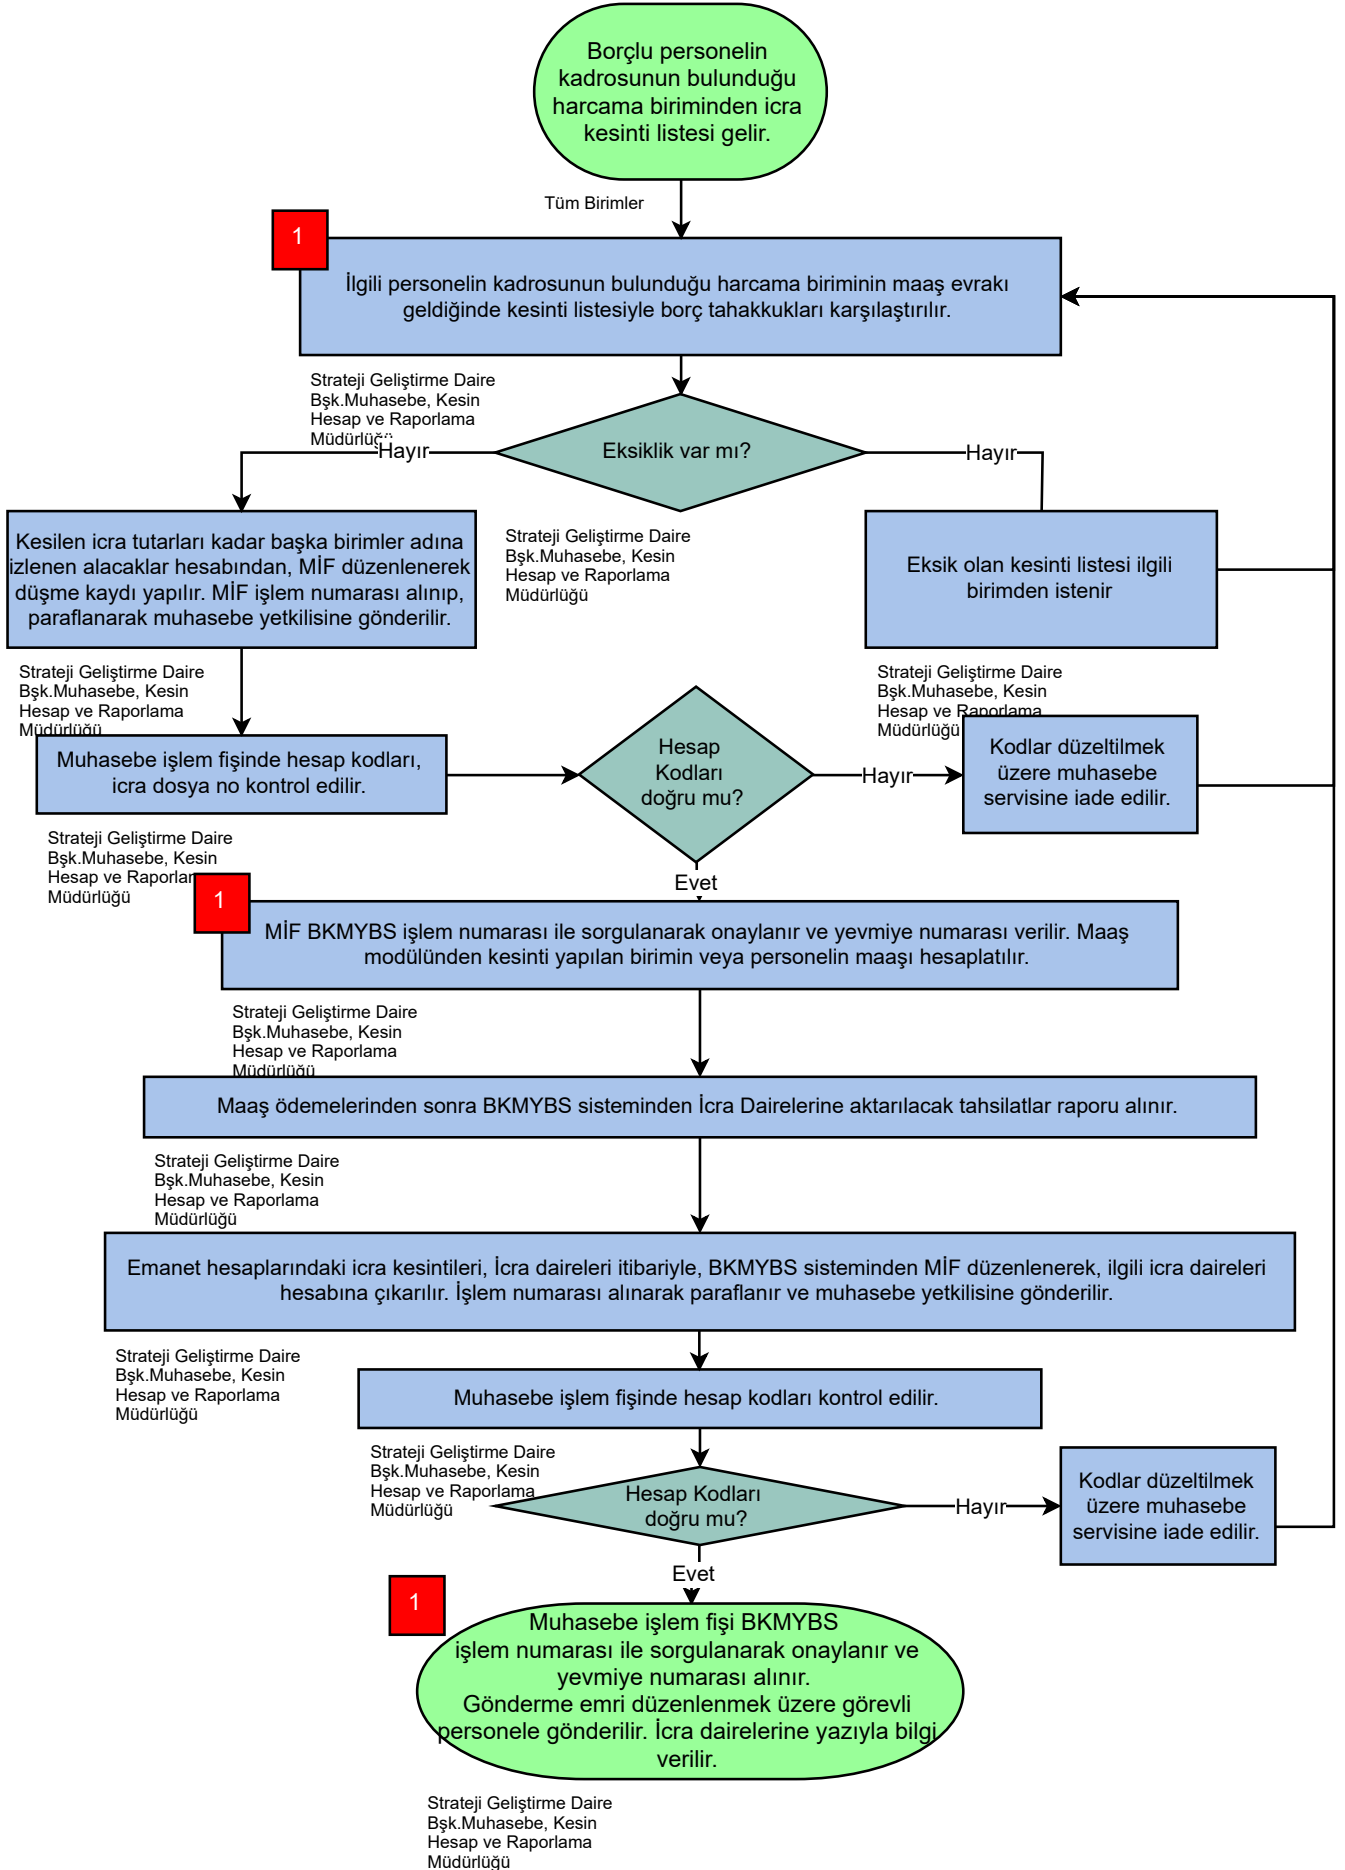 Borçlu personelin
kadrosunun bulunduğu
harcama biriminden icra
kesinti listesi gelir.
Tüm Birimler
1
İlgili personelin kadrosunun bulunduğu harcama biriminin maaş evrakı
geldiğinde kesinti listesiyle borç tahakkukları karşılaştırılır.
Strateji Geliştirme Daire
Bşk.Muhasebe, Kesin
Hesap ve Raporlama
Müdürlüğü
Hayır
Eksiklik var mı?
Hayır
Kesilen icra tutarları kadar başka birimler adına
izlenen alacaklar hesabından, MİF düzenlenerek
düşme kaydı yapılır. MİF işlem numarası alınıp,
paraflanarak muhasebe yetkilisine gönderilir.
Strateji Geliştirme Daire
Bşk.Muhasebe, Kesin
Hesap ve Raporlama
Müdürlüğü
Eksik olan kesinti listesi ilgili
birimden istenir
Strateji Geliştirme Daire
Bşk.Muhasebe, Kesin
Hesap ve Raporlama
Müdürlüğü
Strateji Geliştirme Daire
Bşk.Muhasebe, Kesin
Hesap ve Raporlama
Müdürlüğü
Muhasebe işlem fişinde hesap kodları,
icra dosya no kontrol edilir.
Hesap
Kodları
doğru mu?
Hayır
Kodlar düzeltilmek
üzere muhasebe
servisine iade edilir.
Strateji Geliştirme Daire
Bşk.Muhasebe, Kesin
Hesap ve Raporlar
Müdürlüğü
Evet
1
MİF BKMYBS işlem numarası ile sorgulanarak onaylanır ve yevmiye numarası verilir. Maaş
modülünden kesinti yapılan birimin veya personelin maaşı hesaplatılır.
Strateji Geliştirme Daire
Bşk.Muhasebe, Kesin
Hesap ve Raporlama
Müdürlüğü
Maaş ödemelerinden sonra BKMYBS sisteminden İcra Dairelerine aktarılacak tahsilatlar raporu alınır.
Strateji Geliştirme Daire
Bşk.Muhasebe, Kesin
Hesap ve Raporlama
Müdürlüğü
Emanet hesaplarındaki icra kesintileri, İcra daireleri itibariyle, BKMYBS sisteminden MİF düzenlenerek, ilgili icra daireleri
hesabına çıkarılır. İşlem numarası alınarak paraflanır ve muhasebe yetkilisine gönderilir.
Strateji Geliştirme Daire
Bşk.Muhasebe, Kesin
Hesap ve Raporlama
Müdürlüğü
Muhasebe işlem fişinde hesap kodları kontrol edilir.
Strateji Geliştirme Daire
Bşk.Muhasebe, Kesin
Hesap ve Raporlama
Müdürlüğü
Hesap Kodları
doğru mu?
Hayır
Kodlar düzeltilmek
üzere muhasebe
servisine iade edilir.
Evet
1
Muhasebe işlem fişi BKMYBS
işlem numarası ile sorgulanarak onaylanır ve
yevmiye numarası alınır.
Gönderme emri düzenlenmek üzere görevli
personele gönderilir. İcra dairelerine yazıyla bilgi
verilir.
Strateji Geliştirme Daire
Bşk.Muhasebe, Kesin
Hesap ve Raporlama
Müdürlüğü